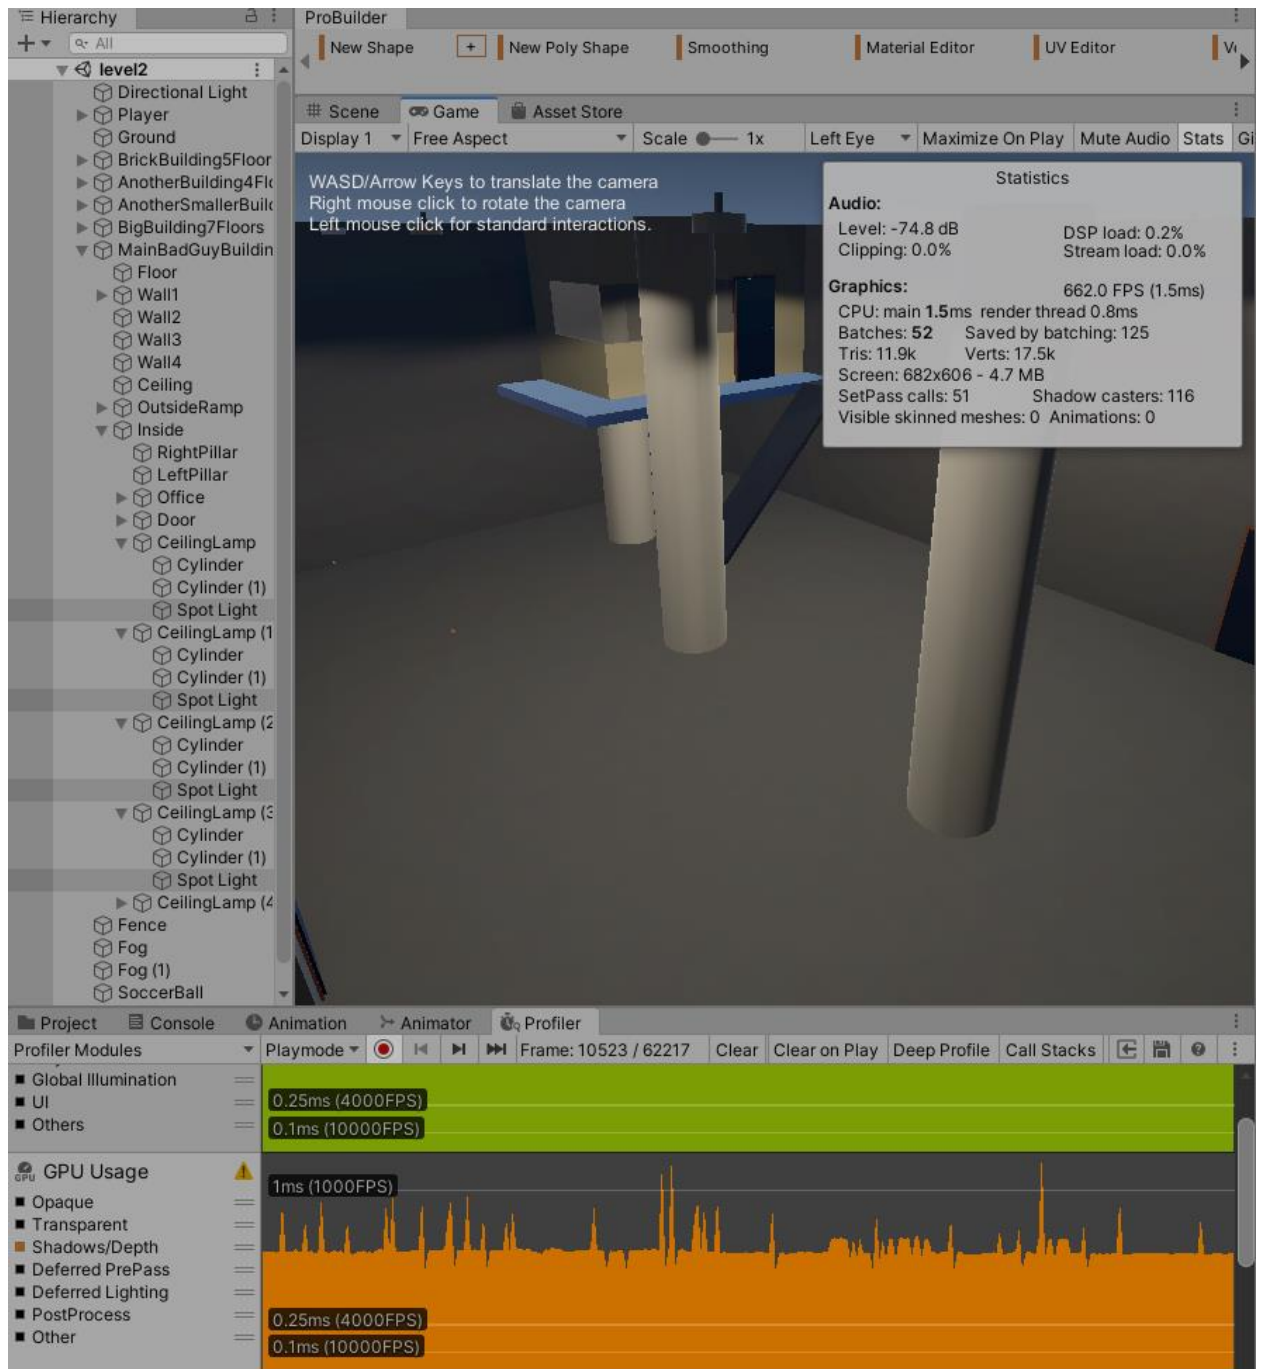 Hierarchy
All
level2
Directional Light
Player
Ground
BrickBuilding5Floor
AnotherBuilding4Flo
AnotherSmallerBuild
BigBuilding7Floors
MainBadGuyBuildin
Floor
Wall1
Wall2
Wall3
Wall4
Ceiling
OutsideRamp
Inside
RightPillar
LeftPillar
Office
Door
CeilingLamp
Cylinder
Cylinder (1)
Spot Light
CeilingLamp (1
Cylinder
Cylinder (1)
Spot Light
CeilingLamp (2
Cylinder
Cylinder (1)
Spot Light
CeilingLamp (3
Cylinder
Cylinder (1)
Spot Light
CeilingLamp (4
Fence
Fog
Fog (1)
SoccerBall
ProBuilder
New Shape + New Poly Shape Smoothing Material Editor UV Editor
Scene Game Asset Store
Display 1 Free Aspect Scale 1x Left Eye Maximize On Play Mute Audio Stats Gi
WASD/Arrow Keys to translate the camera
Right mouse click to rotate the camera
Left mouse click for standard interactions.
Statistics
Audio:
Level: -74.8 dB DSP load: 0.2%
Clipping: 0.0% Stream load: 0.0%
Graphics: 662.0 FPS (1.5ms)
CPU: main 1.5ms render thread 0.8ms
Batches: 52 Saved by batching: 125
Tris: 11.9k Verts: 17.5k
Screen: 682x606 - 4.7 MB
SetPass calls: 51 Shadow casters: 116
Visible skinned meshes: 0 Animations: 0
Project Console Animation Animator Profiler
Profiler Modules Playmode Frame: 10523 / 62217 Clear Clear on Play Deep Profile Call Stacks
Global Illumination
UI
Others
0.25ms (4000FPS)
0.1ms (10000FPS)
GPU GPU Usage
Opaque
Transparent
Shadows/Depth
Deferred PrePass
Deferred Lighting
PostProcess
Other
1ms (1000FPS)
0.25ms (4000FPS)
0.1ms (10000FPS)